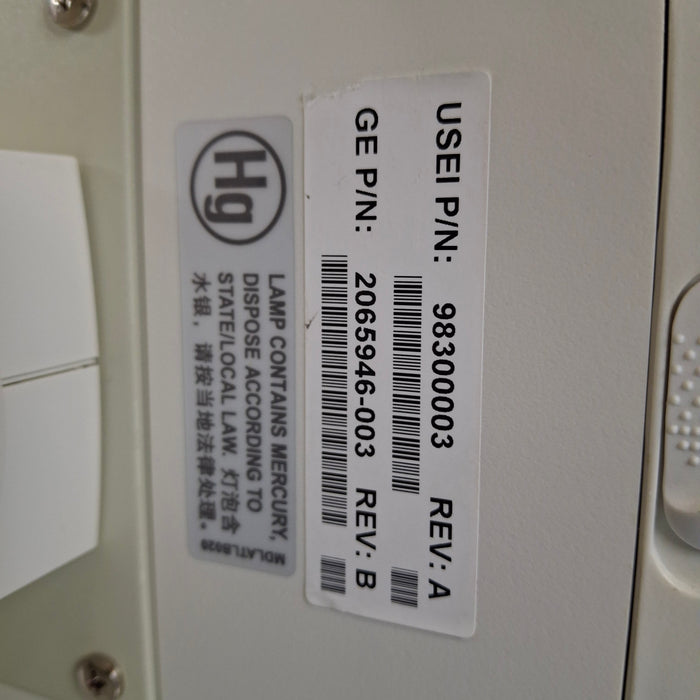 USEI P/N: 98300003 REV: A
GE P/N: 2065946-003 REV: B
Hg
LAMP CONTAINS MERCURY,
DISPOSE ACCORDING TO
STATE/LOCAL LAW. 灯泡含
水银，请按当地法律处理。
MDLATLB029